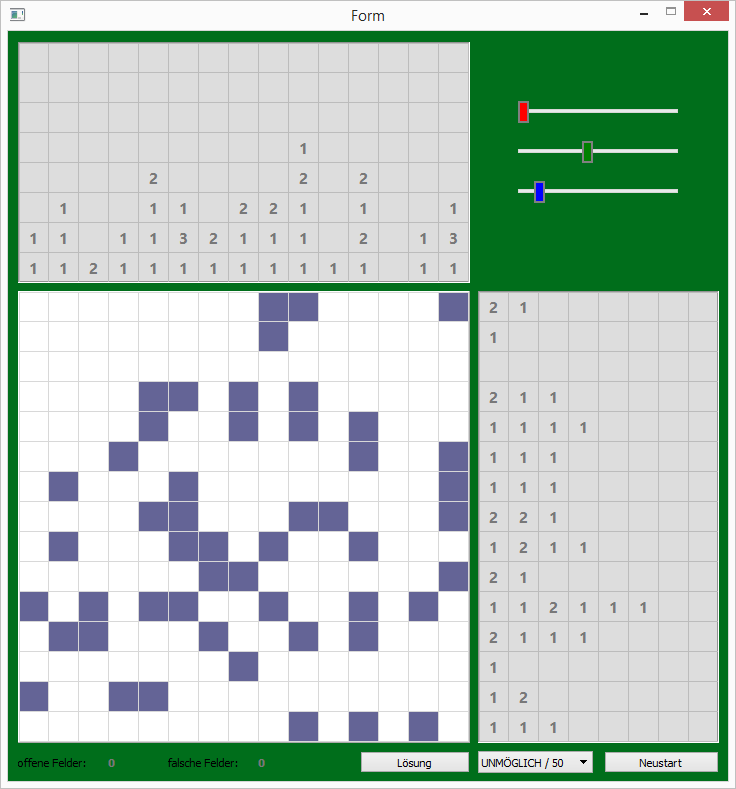 Form
1
2 2 2
1 1 1 2 2 1 1 1
1 1 1 1 3 2 1 1 1 2 1 3
1 1 2 1 1 1 1 1 1 1 1 1 1 1
2 1
1
2 1 1
1 1 1 1
1 1 1
1 1 1
2 2 1
1 2 1 1
2 1
1 1 2 1 1 1
2 1 1 1
1
1 2
1 1 1
offene Felder: 0 falsche Felder: 0 Lösung UNMÖGLICH / 50 Neustart